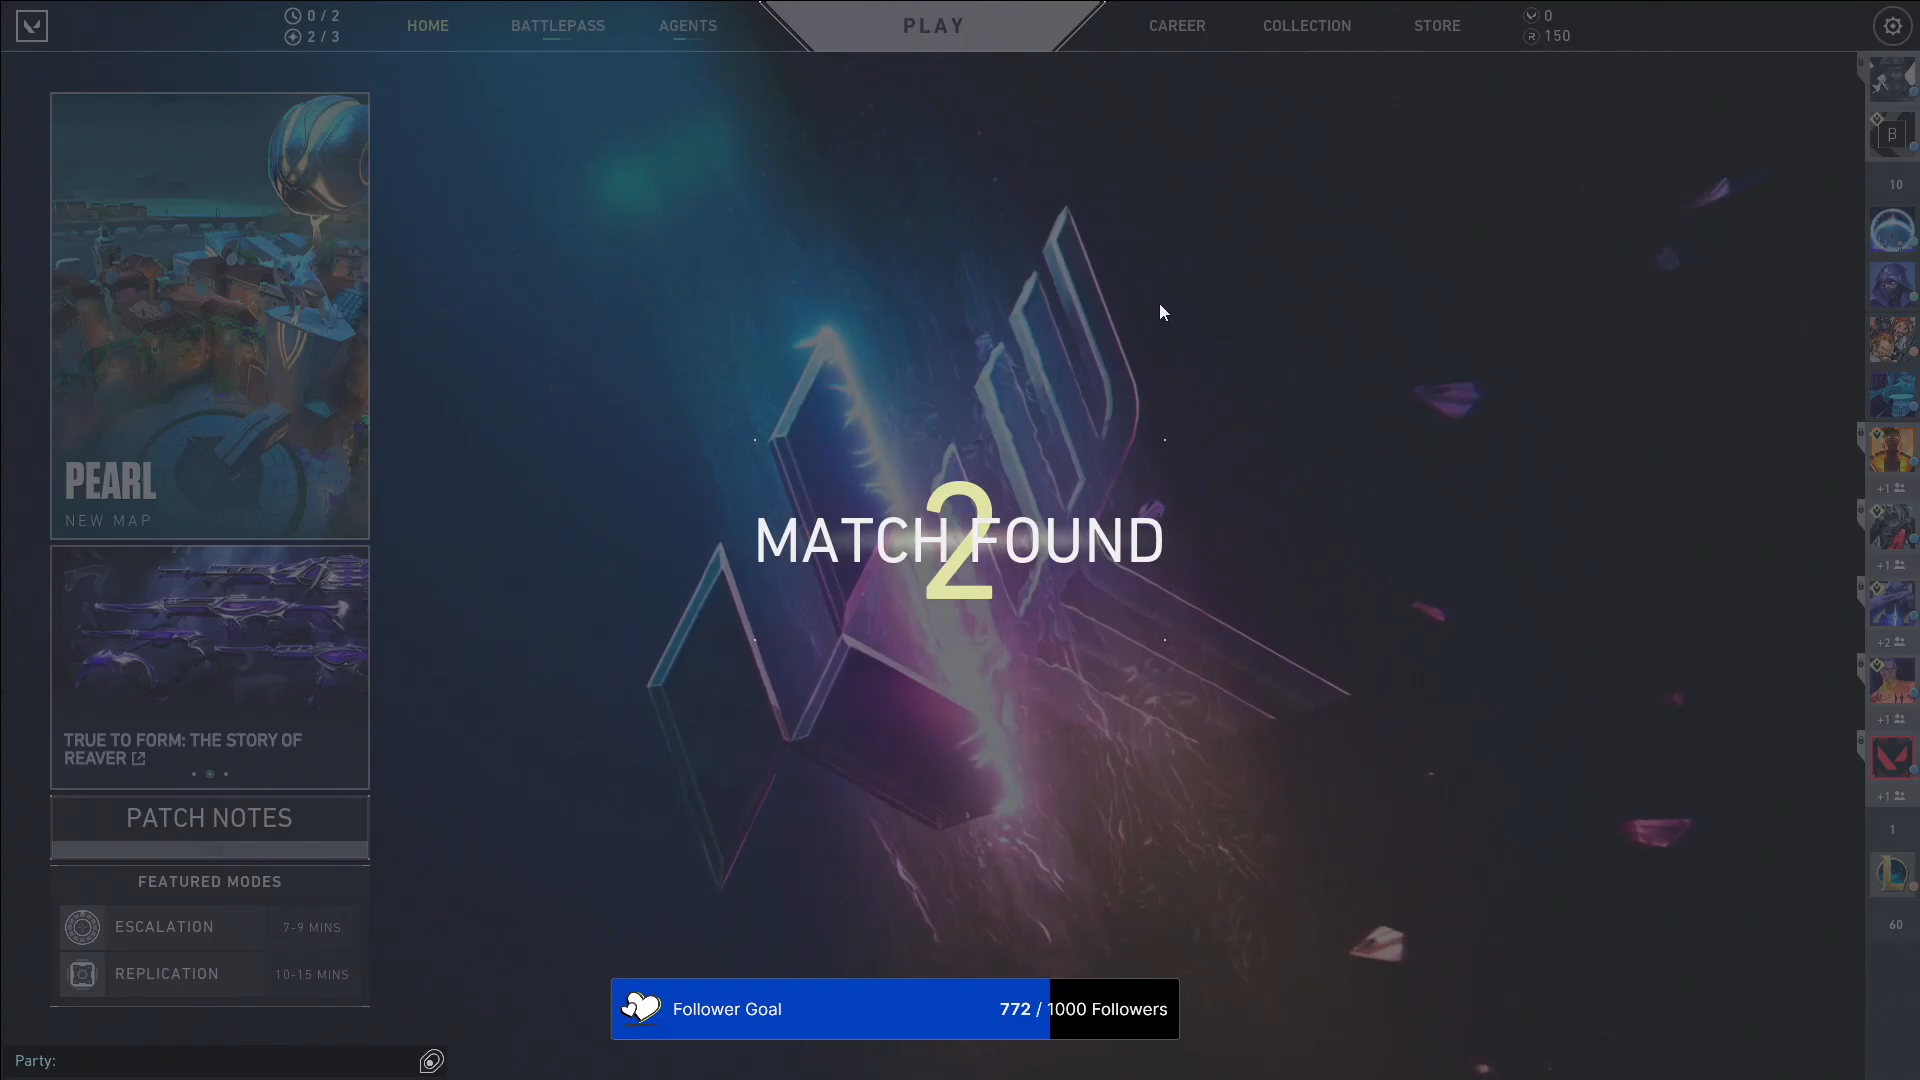 0 / 2
2 / 3
HOME
BATTLEPASS
AGENTS
PLAY
CAREER
COLLECTION
STORE
0
R 150
PEARL
NEW MAP
TRUE TO FORM: THE STORY OF
REAVER
PATCH NOTES
FEATURED MODES
ESCALATION 7-9 MINS
REPLICATION 10-15 MINS
MATCH FOUND
2
B
10
+1
+1
+2
+1
+1
1
L
60
Follower Goal 772 / 1000 Followers
Party: